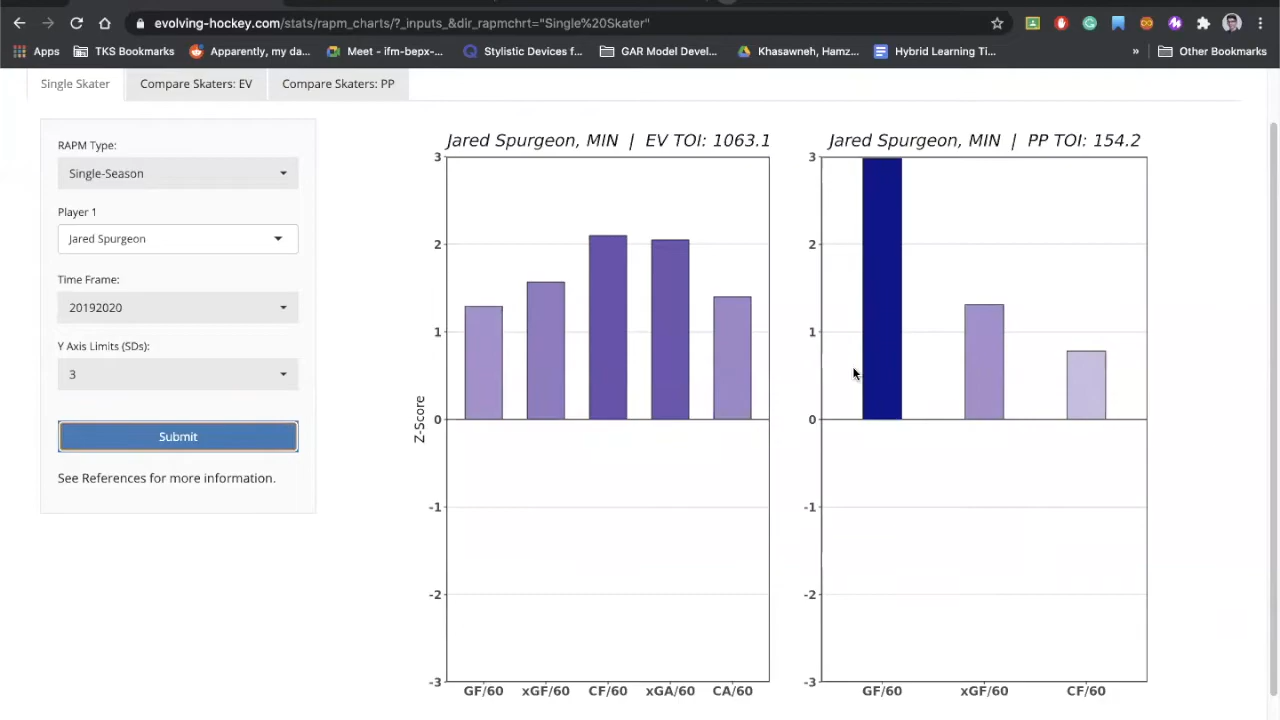 evolving-hockey.com/stats/rapm_charts/?_inputs_&dir_rapmchrt="Single%20Skater"
Apps TKS Bookmarks Apparently, my da... Meet - ifm-bepx-... Stylistic Devices f... GAR Model Devel... Khasawneh, Hamz... Hybrid Learning Ti... » Other Bookmarks
Single Skater Compare Skaters: EV Compare Skaters: PP
RAPM Type:
Single-Season
Player 1
Jared Spurgeon
Time Frame:
20192020
Y Axis Limits (SDs):
3
Submit
See References for more information.
Jared Spurgeon, MIN | EV TOI: 1063.1
3
2
1
0
-1
-2
-3
Z-Score
GF/60 xGF/60 CF/60 xGA/60 CA/60
Jared Spurgeon, MIN | PP TOI: 154.2
3
2
1
0
-1
-2
-3
GF/60 xGF/60 CF/60